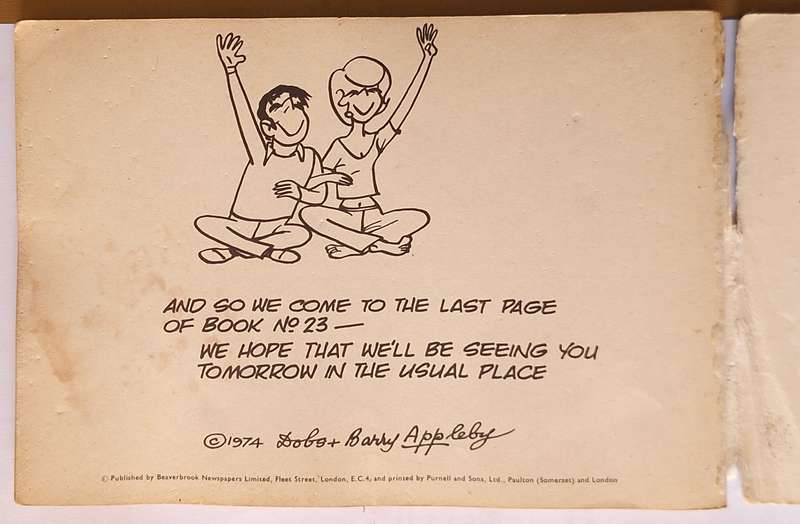 AND SO WE COME TO THE LAST PAGE
OF BOOK Nº 23 —
WE HOPE THAT WE'LL BE SEEING YOU
TOMORROW IN THE USUAL PLACE
©1974 Dobs + Barry Appleby
© Published by Beaverbrook Newspapers Limited, Fleet Street, London, E.C.4, and printed by Purnell and Sons, Ltd., Paulton (Somerset) and London